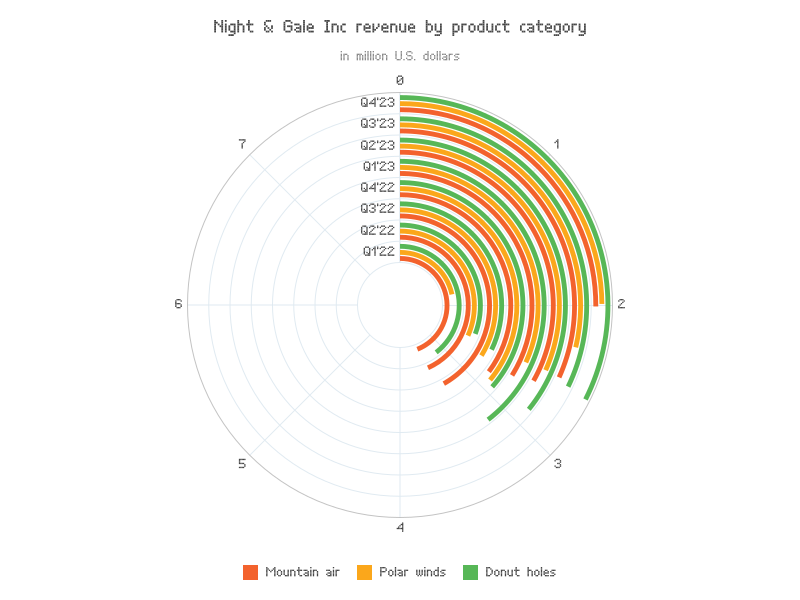 Night & Gale Inc revenue by product category
in million U.S. dollars
0
Q4'23
Q3'23
7
1
Q2'23
Q1'23
Q4'22
Q3'22
Q2'22
Q1'22
6
2
5
3
4
Mountain air
Polar winds
Donut holes